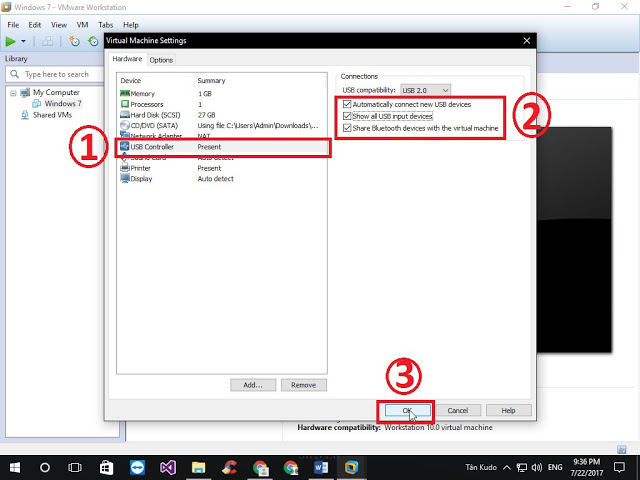 Windows 7 - VMware Workstation
File Edit View VM Tabs Help
Library
Type here to search
My Computer
Windows 7
Shared VMs
Virtual Machine Settings
Hardware Options
Device Summary
Memory 1 GB
Processors 1
Hard Disk (SCSI) 27 GB
CD/DVD (SATA) Using file C:\Users\Admin\Downloads\...
Network Adapter NAT
USB Controller Present
Sound Card Auto detect
Printer Present
Display Auto detect
Add... Remove
Connections
USB compatibility: USB 2.0
Automatically connect new USB devices
Show all USB input devices
Share Bluetooth devices with the virtual machine
1
2
3
OK Cancel Help
Hardware compatibility: Workstation 10.0 virtual machine
Tân Kudo ENG 9:36 PM
7/22/2017